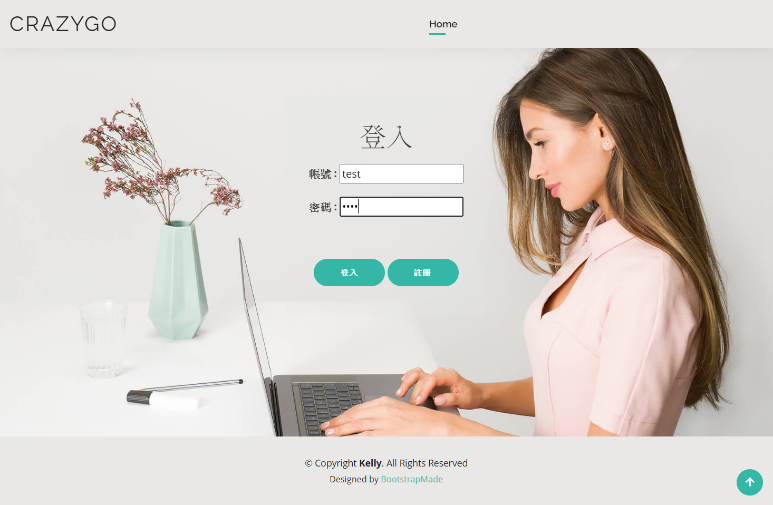 CRAZYGO
Home
登入
帳號 : test
密碼 : ••••
登入 註冊
© Copyright Kelly. All Rights Reserved
Designed by BootstrapMade